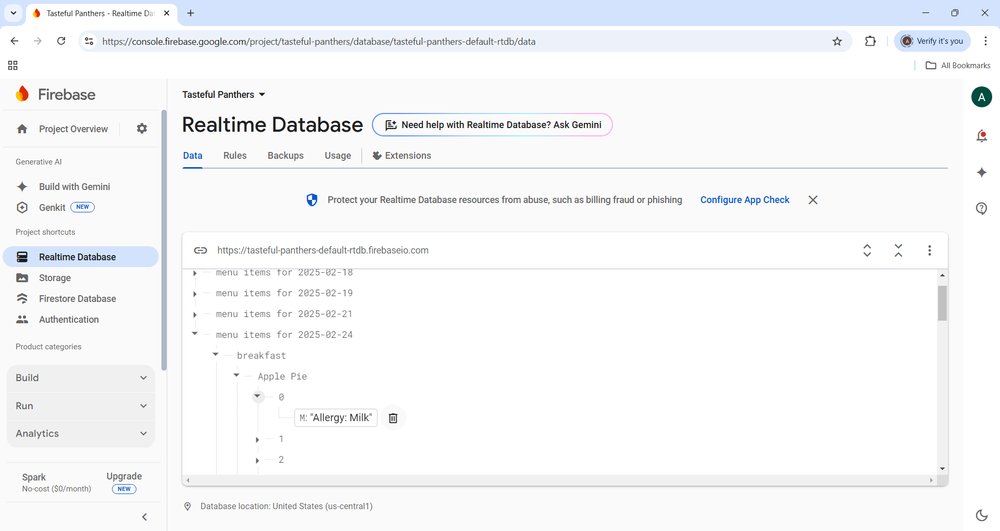 Tasteful Panthers - Realtime Dat
https://console.firebase.google.com/project/tasteful-panthers/database/tasteful-panthers-default-rtdb/data
A
Verify it's you
All Bookmarks
Firebase
Project Overview
Generative AI
Build with Gemini
Genkit NEW
Project shortcuts
Realtime Database
Storage
Firestore Database
Authentication
Product categories
Build
Run
Analytics
Spark
No-cost ($0/month)
Upgrade
NEW
Tasteful Panthers
Realtime Database
Need help with Realtime Database? Ask Gemini
Data Rules Backups Usage Extensions
Protect your Realtime Database resources from abuse, such as billing fraud or phishing Configure App Check
https://tasteful-panthers-default-rtdb.firebaseio.com
menu items for 2025-02-18
menu items for 2025-02-19
menu items for 2025-02-21
menu items for 2025-02-24
breakfast
Apple Pie
0
M: "Allergy: Milk"
1
2
Database location: United States (us-central1)
A